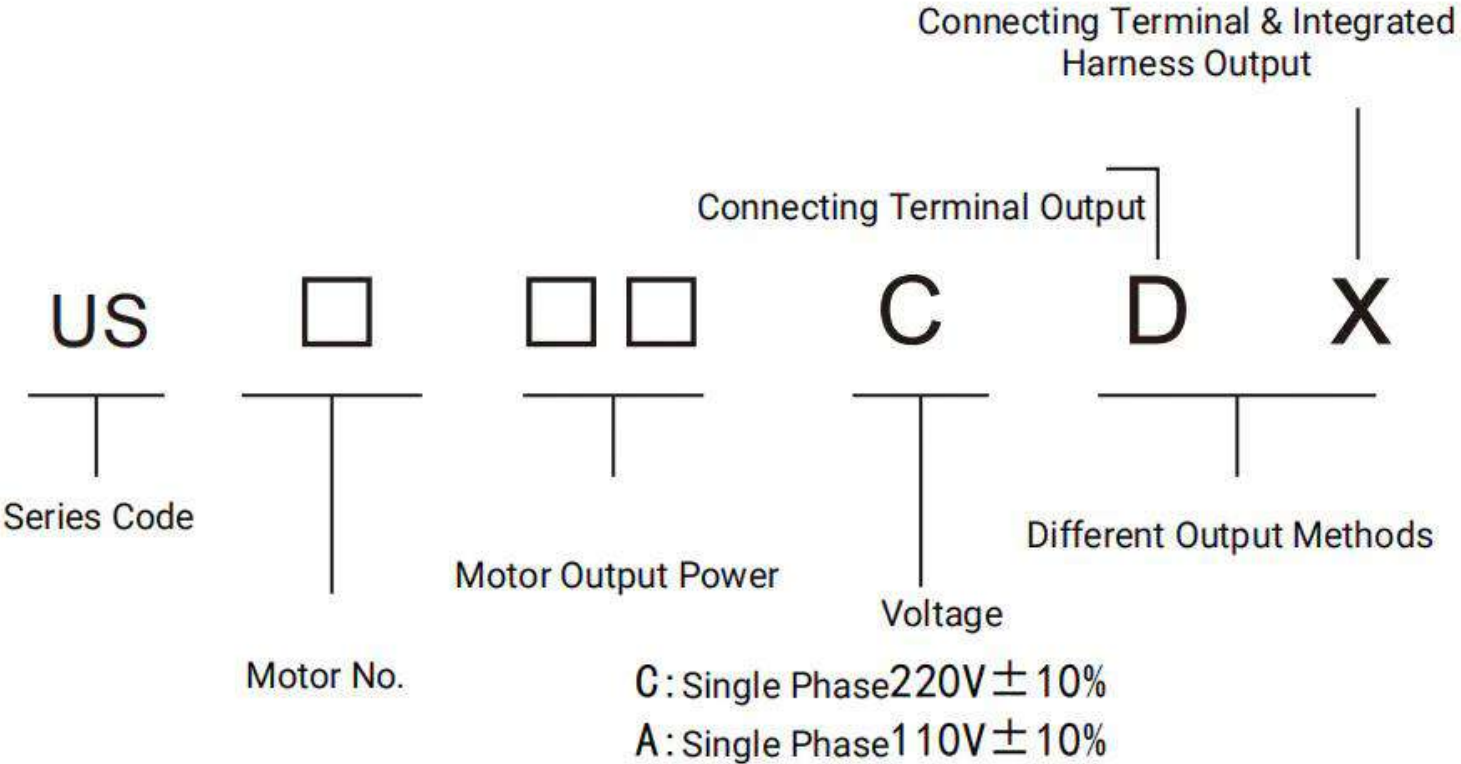 Connecting Terminal & Integrated
Harness Output
Connecting Terminal Output
US □ □ □ C D X
Series Code
Different Output Methods
Motor Output Power
Voltage
Motor No.
C: Single Phase220V±10%
A: Single Phase110V±10%